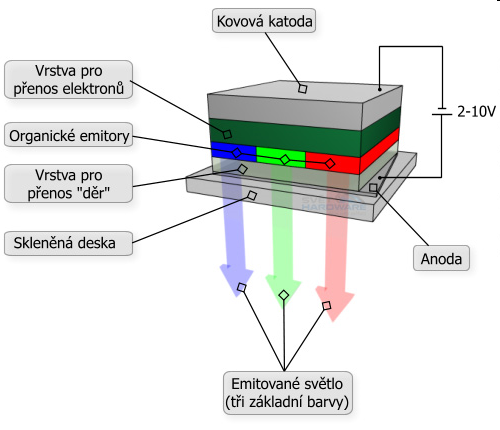 Kovová katoda
Vrstva pro
přenos elektronů
2-10V
Organické emitory
Vrstva pro
přenos "děr"
Skleněná deska
HARDWARE
Anoda
Emitované světlo
(tři základní barvy)